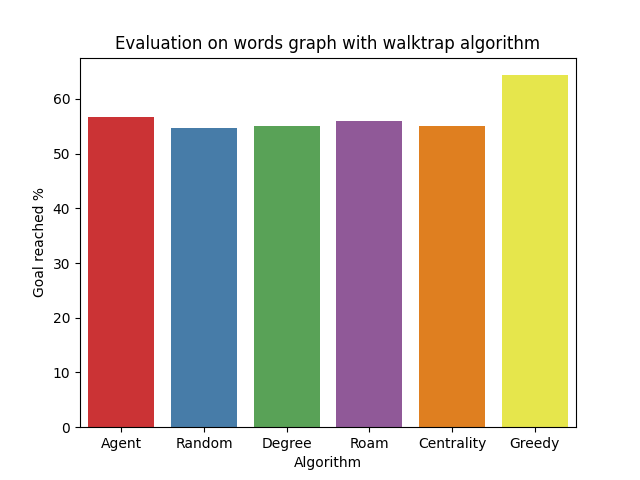 Evaluation on words graph with walktrap algorithm
60
50
40
30
20
10
0
Goal reached %
Agent Random Degree Roam Centrality Greedy
Algorithm